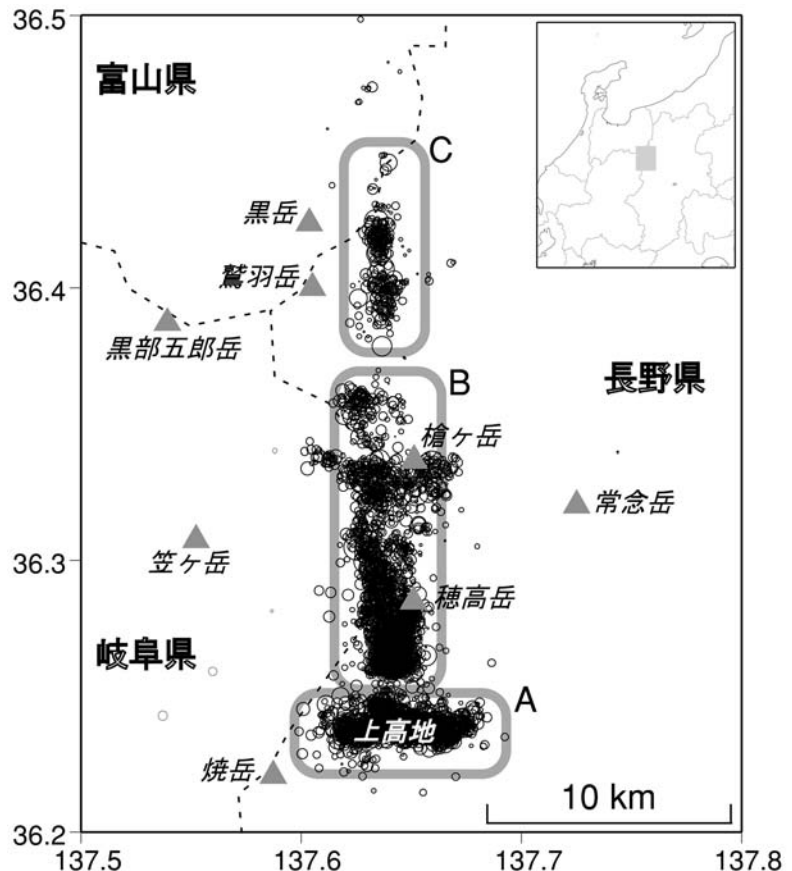 36.5
富山県
C
黒岳
鷲羽岳
36.4
黒部五郎岳
長野県
B
槍ヶ岳
常念岳
36.3
笠ヶ岳
穂高岳
岐阜県
A
上高地
焼岳
10 km
36.2
137.5
137.6
137.7
137.8